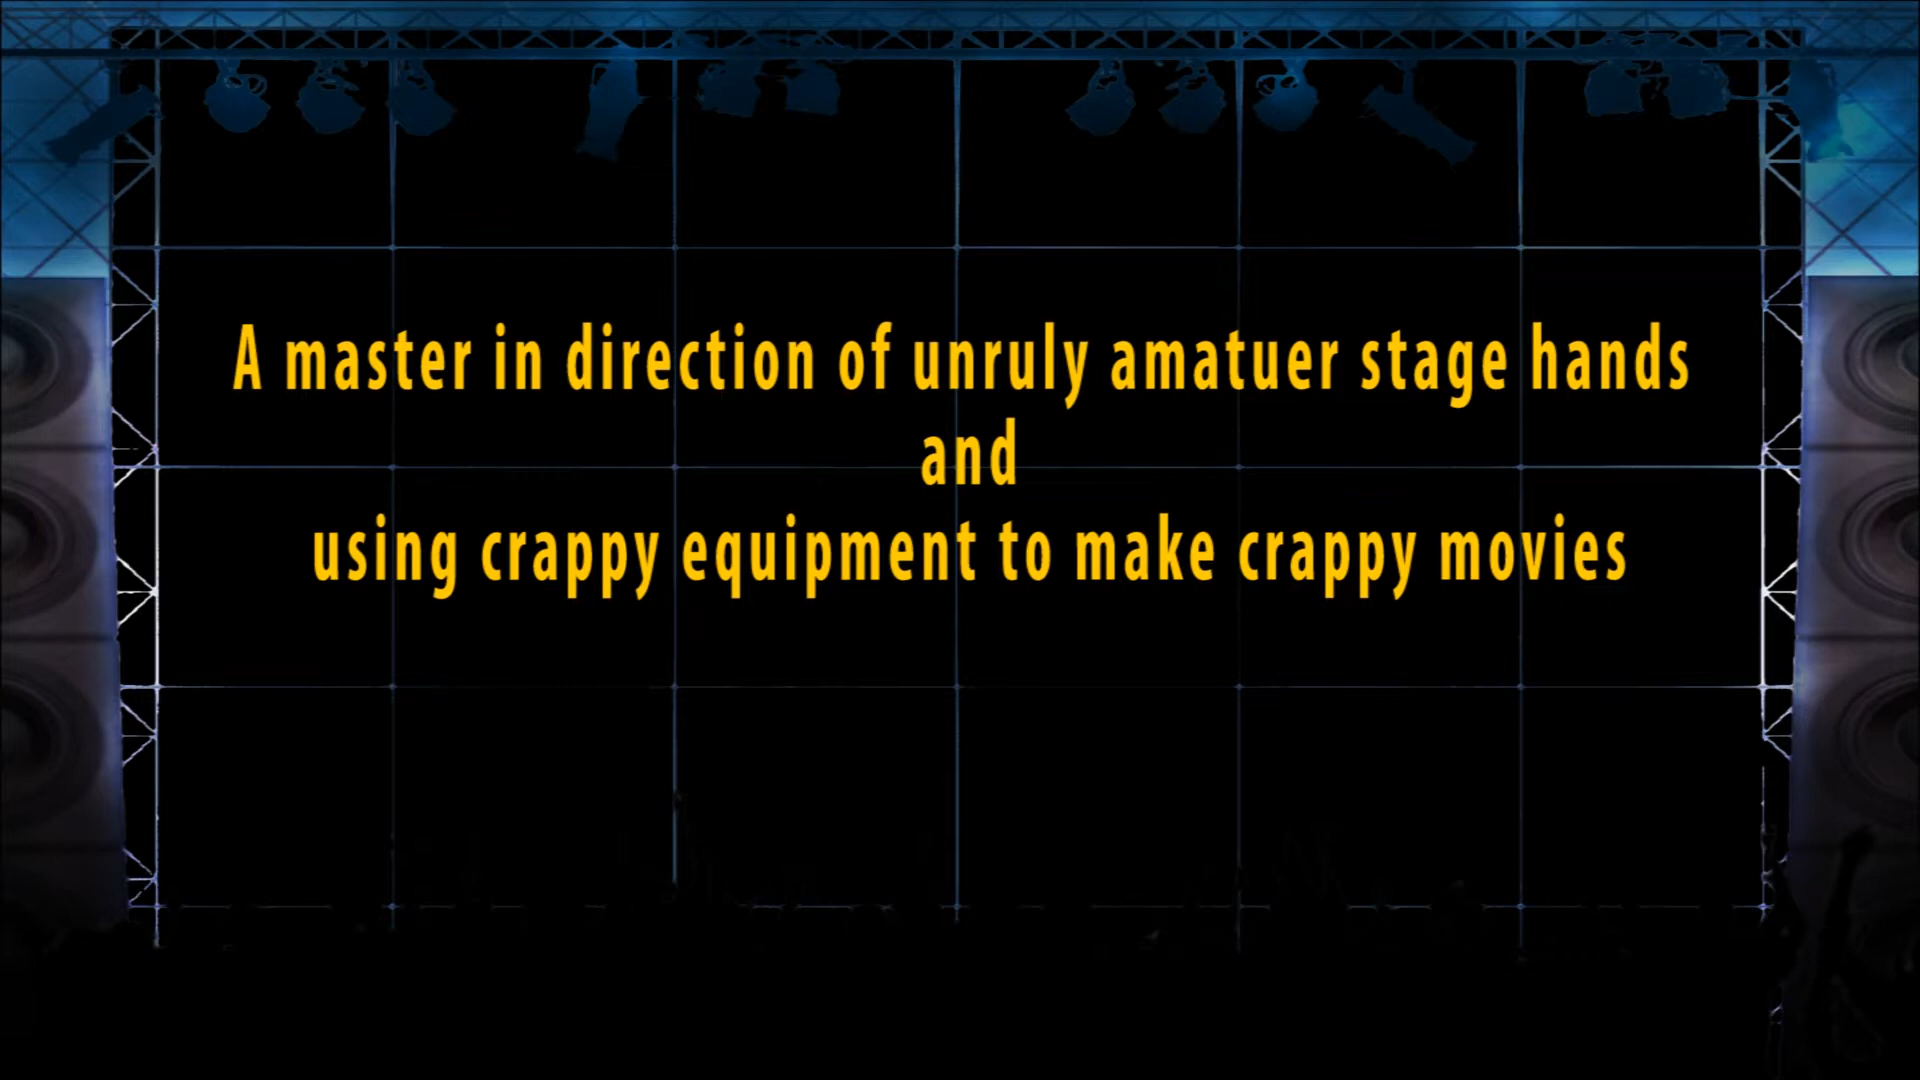 A master in direction of unruly amatuer stage hands
and
using crappy equipment to make crappy movies